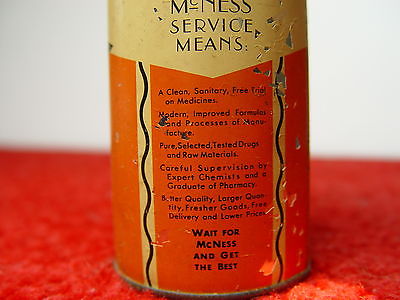 McNESS
SERVICE
MEANS:
A Clean, Sanitary, Free Trial
on Medicines.
Modern, Improved Formulas
and Processes of Manu-
facture.
Pure, Selected, Tested Drugs
and Raw Materials.
Careful Supervision by
Expert Chemists and a
Graduate of Pharmacy.
Better Quality, Larger Quan-
tity, Fresher Goods, Free
Delivery and Lower Prices.
WAIT FOR
MCNESS
AND GET
THE BEST